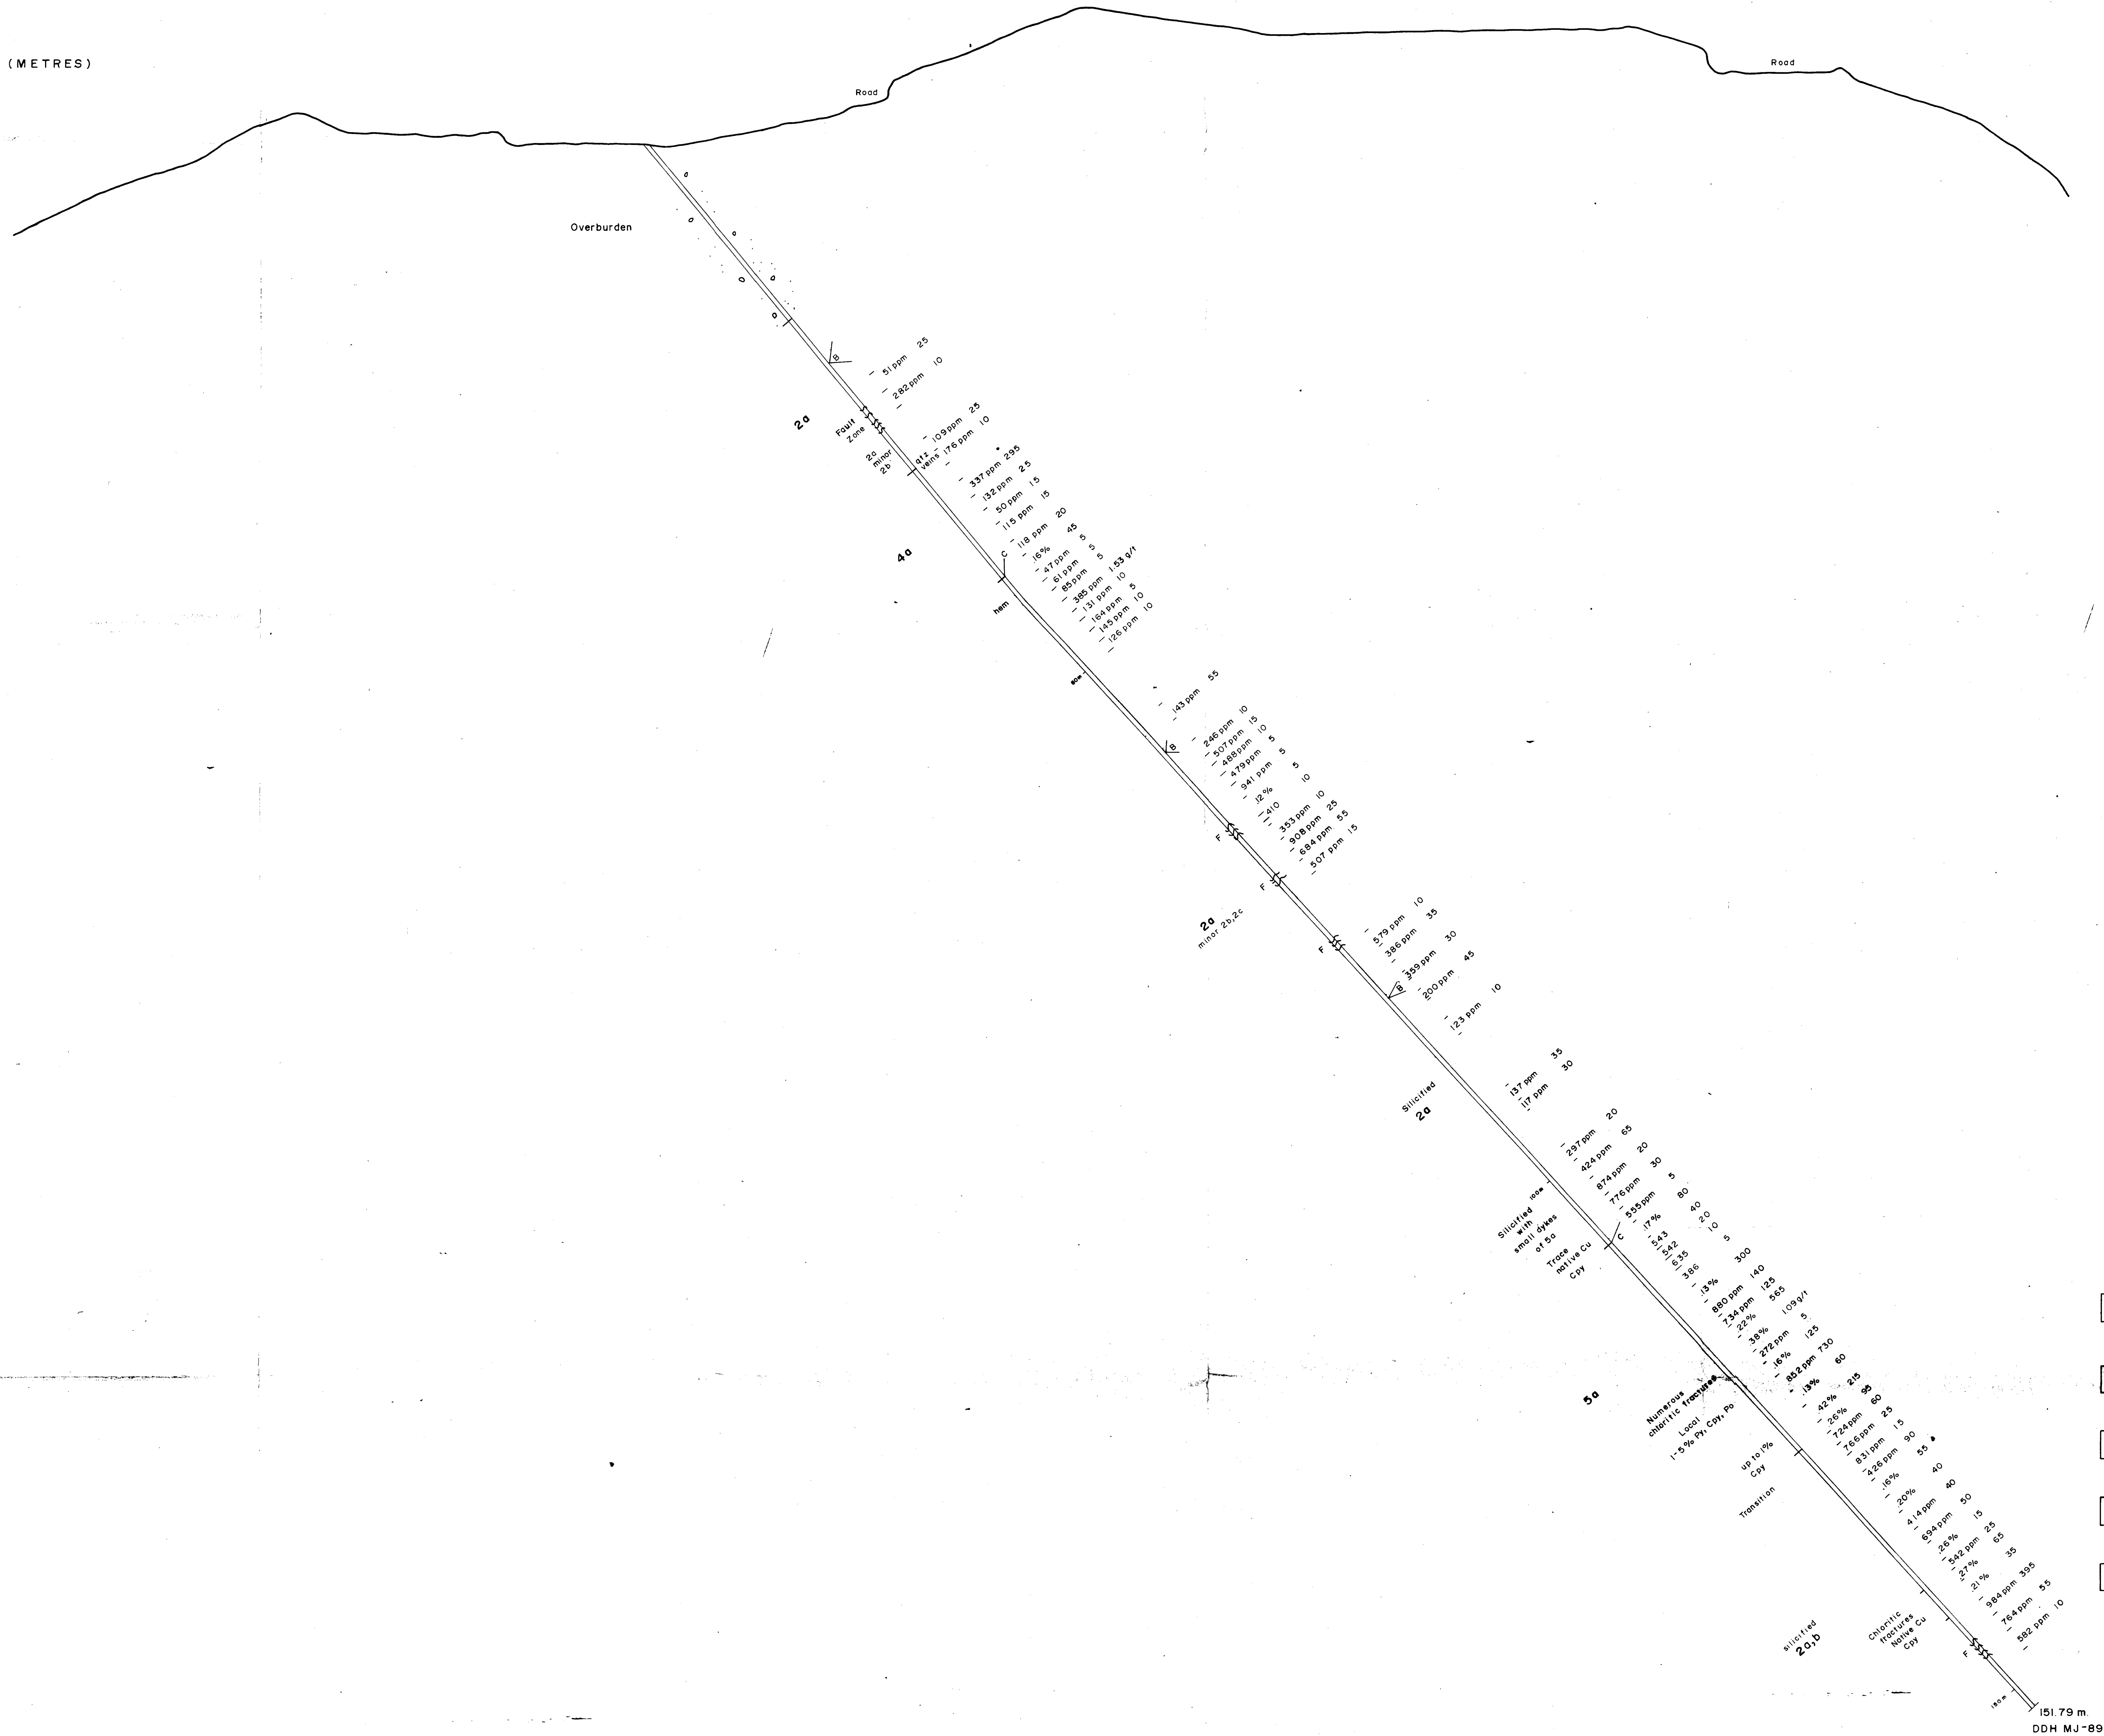 (METRES)
Road
Road
Overburden
B
51 ppm 25
282 ppm 10
2a
Fault
Zone
2a
minor
2b
qtz
veins
109 ppm 25
176 ppm 10
337 ppm 295
132 ppm 25
50 ppm 15
115 ppm 15
118 ppm 20
.16% 45
47 ppm 5
61 ppm 5
85 ppm 5
385 ppm 1.53 g/t
131 ppm 10
164 ppm 5
145 ppm 10
126 ppm 10
4a
C
hem
50m
143 ppm 55
B
246 ppm 10
507 ppm 15
488 ppm 10
479 ppm 5
941 ppm 5
.12% 5
410 10
353 ppm 10
908 ppm 25
684 ppm 55
507 ppm 15
F
F
2a
minor 2b,2c
F
579 ppm 10
386 ppm 35
359 ppm 30
200 ppm 45
B
123 ppm 10
137 ppm 35
117 ppm 30
Silicified
2a
297 ppm 20
424 ppm 65
874 ppm 20
776 ppm 30
555 ppm 5
.17% 80
543 40
542 20
635 10
386 5
100m
Silicified
with
small dykes
of 5a
Trace
native Cu
Cpy
C
.13% 300
880 ppm 140
734 ppm 125
.22% 565
.38% 1.09 g/t
272 ppm 5
.16% 125
852 ppm 730
.13% 60
.42% 215
.26% 95
724 ppm 60
766 ppm 25
831 ppm 15
426 ppm 90
.16% 55
.20% 40
414 ppm 40
694 ppm 50
.26% 15
542 ppm 25
.27% 65
.21% 35
984 ppm 395
764 ppm 55
582 ppm 10
5a
Numerous
chloritic fractures
Local
1-5% Py, Cpy, Po
up to 1%
Cpy
Transition
silicified
2a,b
Chloritic
fractures
Native Cu
Cpy
F
150m
151.79 m.
DDH MJ-89